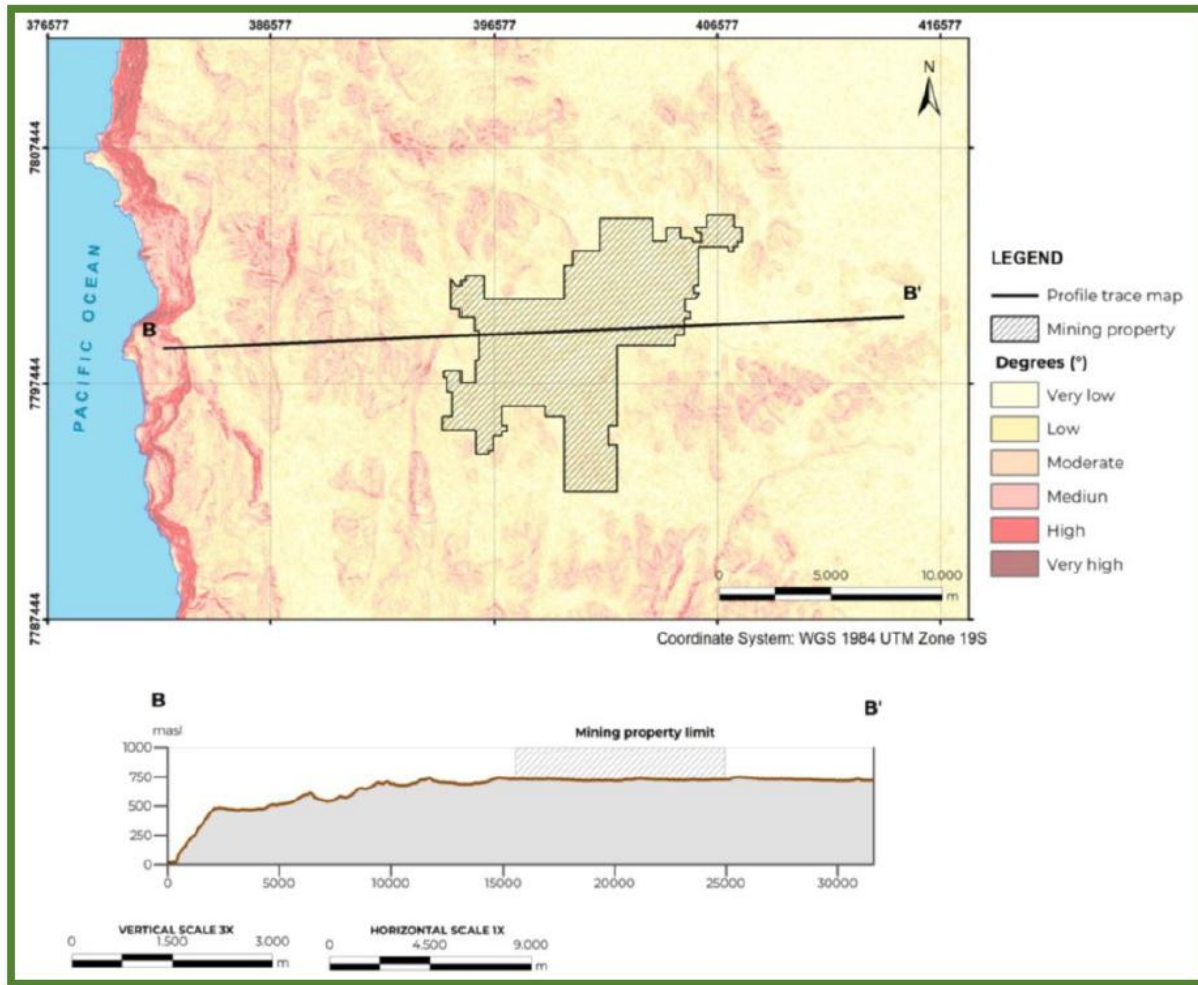 376577 386577 396577 406577 416577
N
7807444
7797444
7787444
PACIFIC OCEAN
B
B'
LEGEND
Profile trace map
Mining property
Degrees (°)
Very low
Low
Moderate
Mediun
High
Very high
0 5.000 10.000
m
Coordinate System: WGS 1984 UTM Zone 19S
B
B'
masl
Mining property limit
1000
750
500
250
0
0 5000 10000 15000 20000 25000 30000
VERTICAL SCALE 3X
0 1.500 3.000
m
HORIZONTAL SCALE 1X
0 4.500 9.000
m